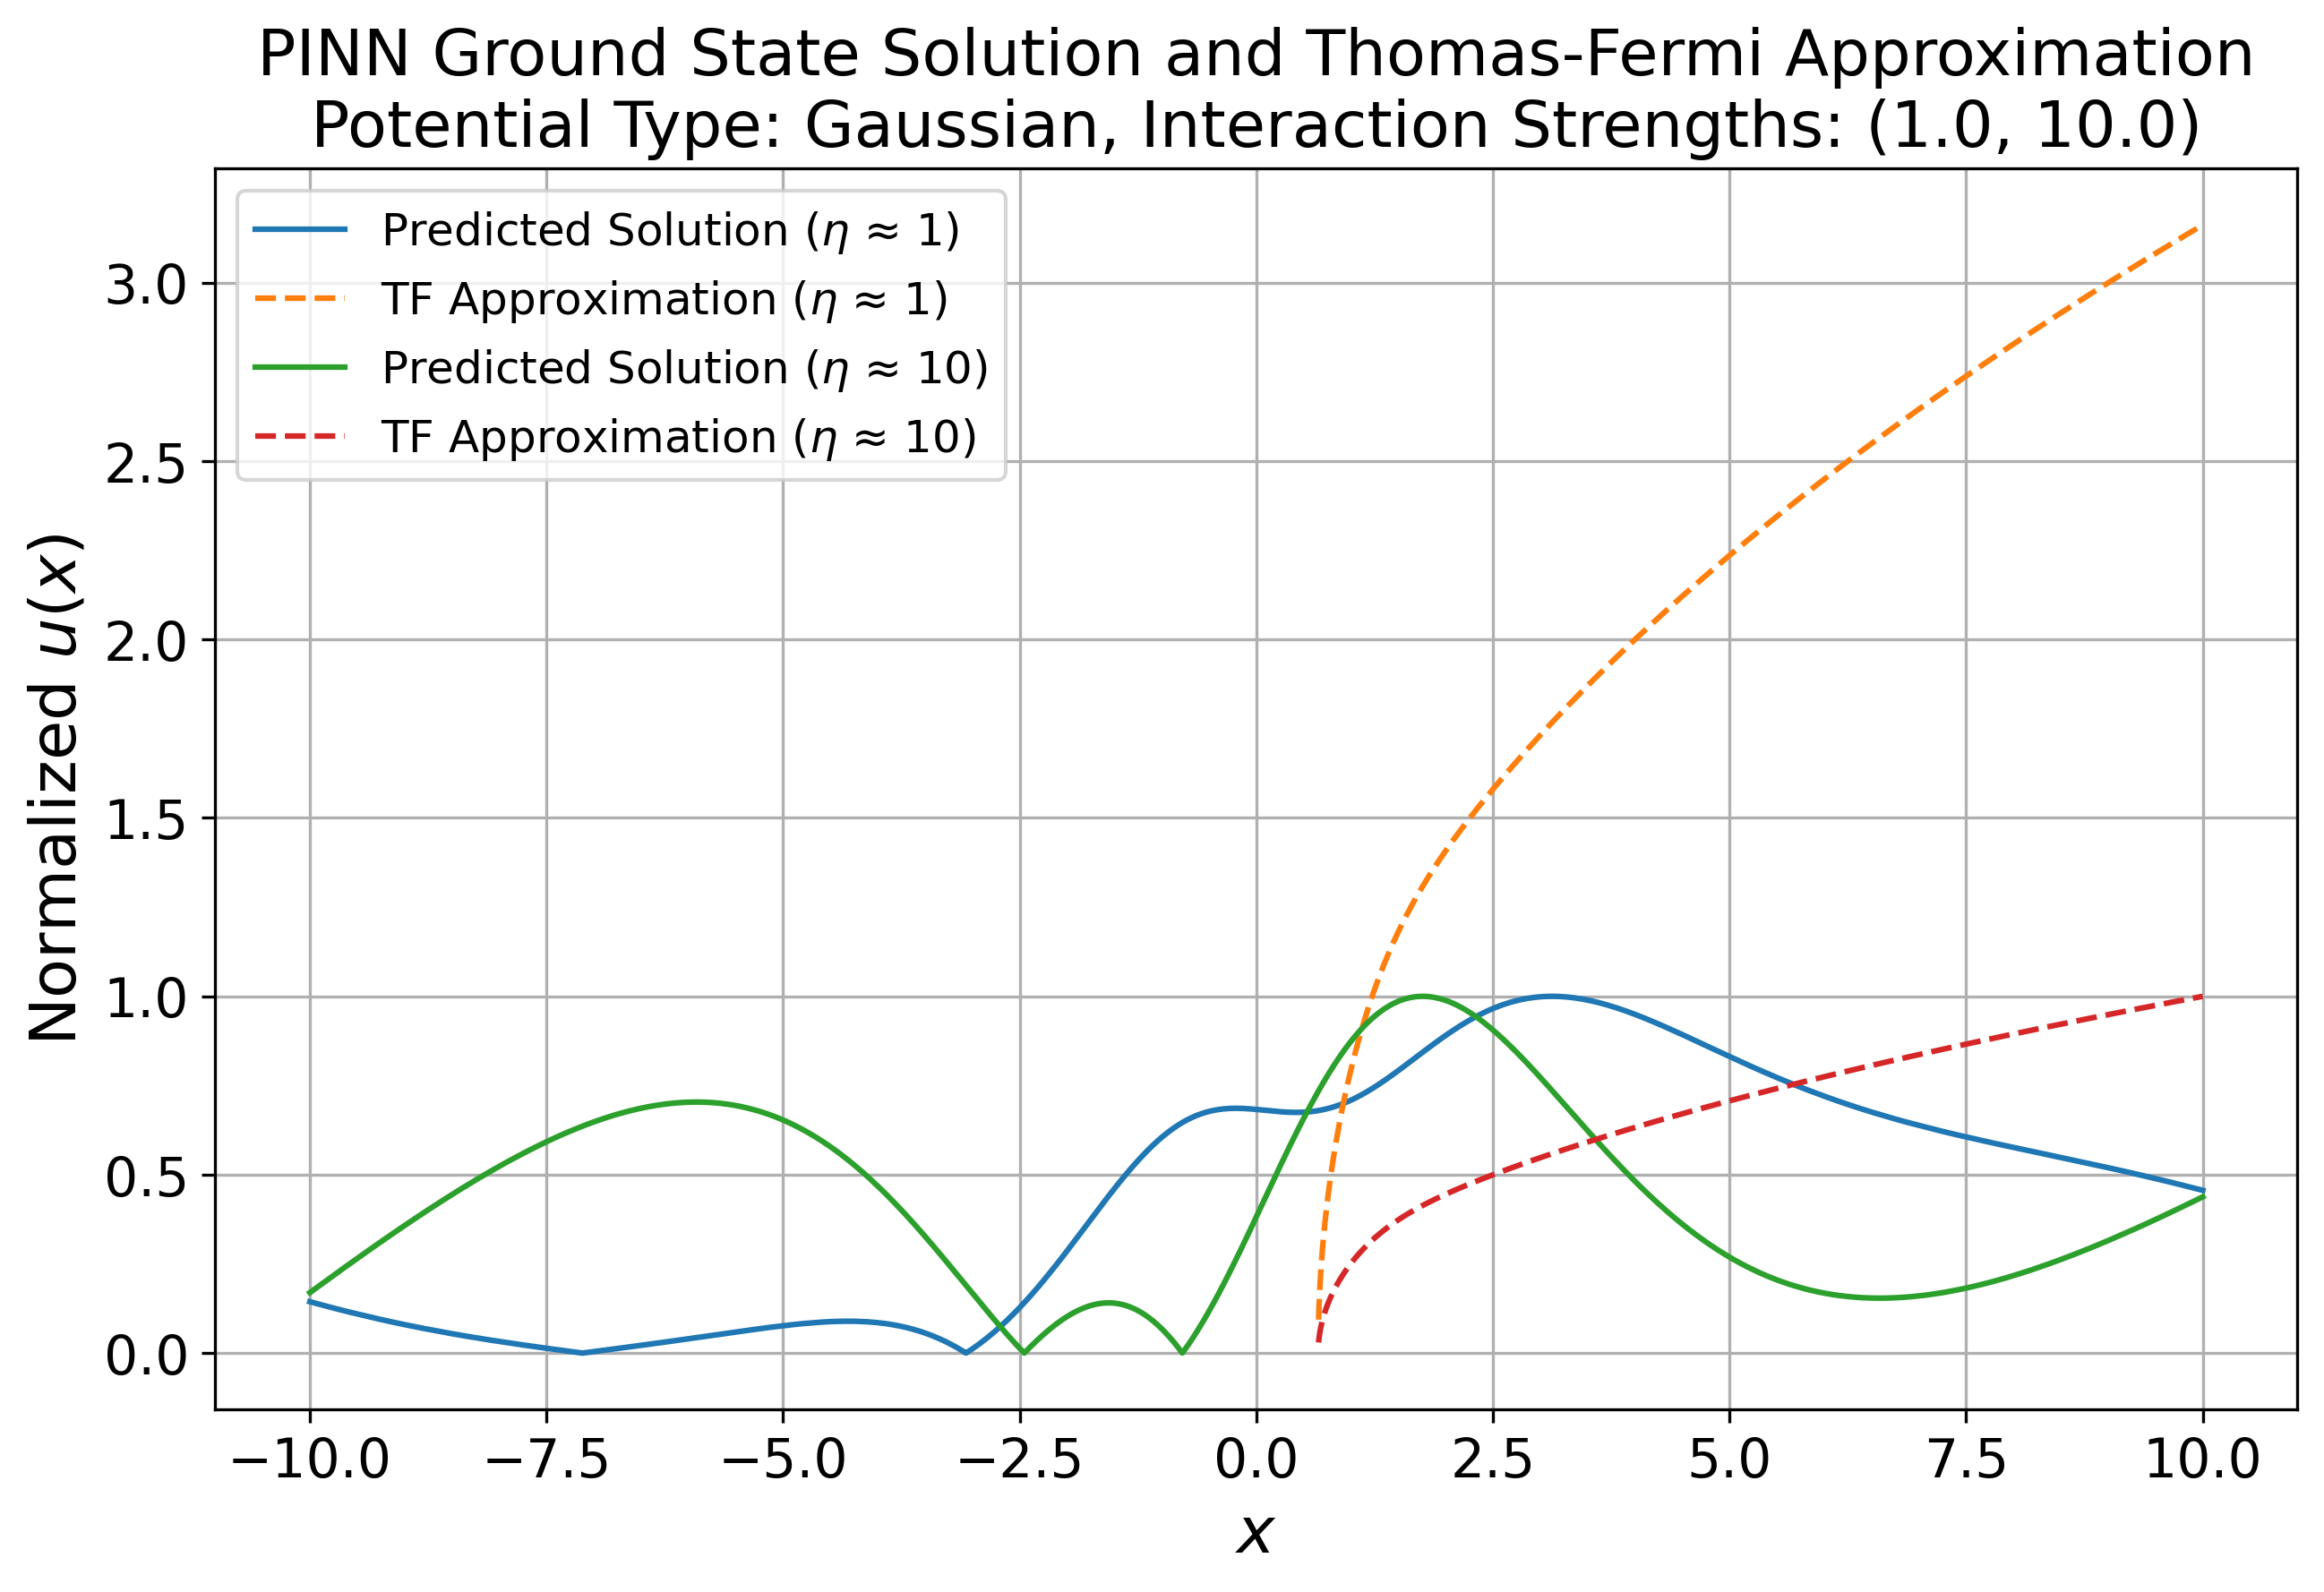 PINN Ground State Solution and Thomas-Fermi Approximation
Potential Type: Gaussian, Interaction Strengths: (1.0, 10.0)
Predicted Solution (η ≈ 1)
TF Approximation (η ≈ 1)
Predicted Solution (η ≈ 10)
TF Approximation (η ≈ 10)
Normalized u(x)
3.0
2.5
2.0
1.5
1.0
0.5
0.0
−10.0 −7.5 −5.0 −2.5 0.0 2.5 5.0 7.5 10.0
x